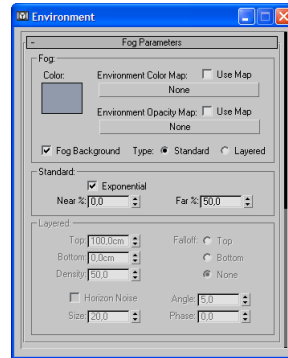 Environment
- Fog Parameters
Fog:
Color: Environment Color Map: Use Map
None
Environment Opacity Map: Use Map
None
Fog Background Type: Standard Layered
Standard:
Exponential
Near %: 0,0 Far %: 50,0
Layered:
Top: 100,0cm Falloff: Top
Bottom: 0,0cm Bottom
Density: 50,0 None
Horizon Noise Angle: 5,0
Size: 20,0 Phase: 0,0